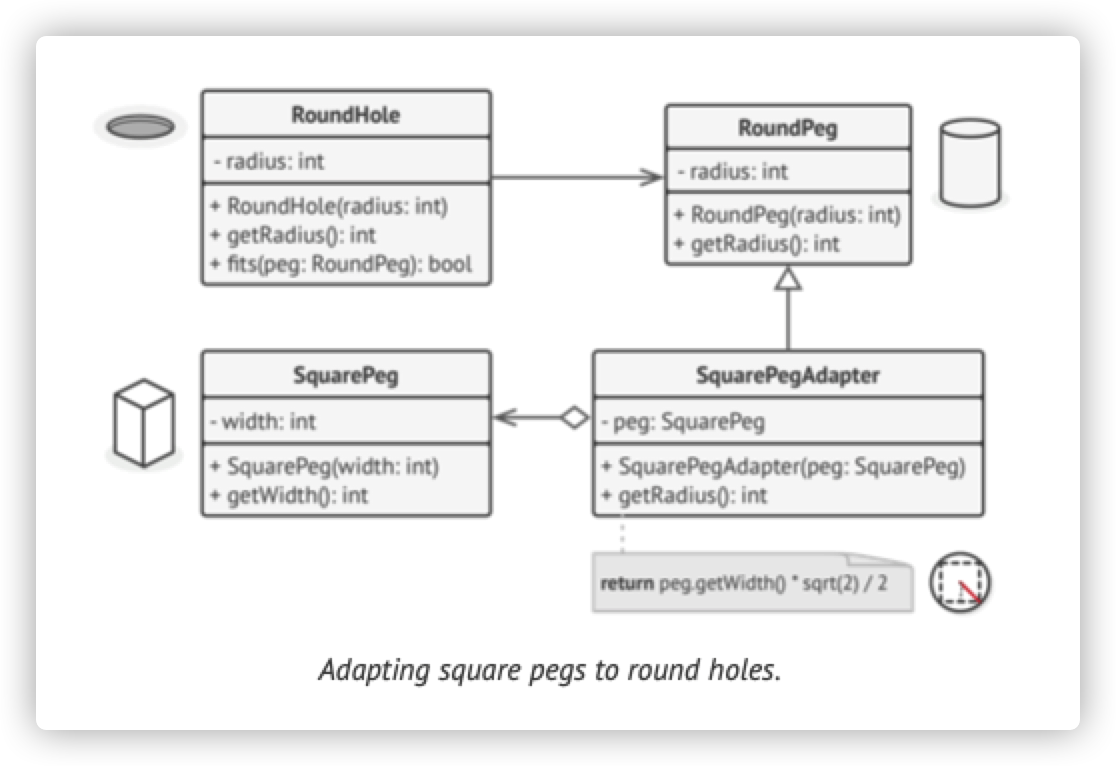 RoundHole
- radius: int
+ RoundHole(radius: int)
+ getRadius(): int
+ fits(peg: RoundPeg): bool
RoundPeg
- radius: int
+ RoundPeg(radius: int)
+ getRadius(): int
SquarePeg
- width: int
+ SquarePeg(width: int)
+ getWidth(): int
SquarePegAdapter
- peg: SquarePeg
+ SquarePegAdapter(peg: SquarePeg)
+ getRadius(): int
return peg.getWidth() * sqrt(2) / 2
Adapting square pegs to round holes.